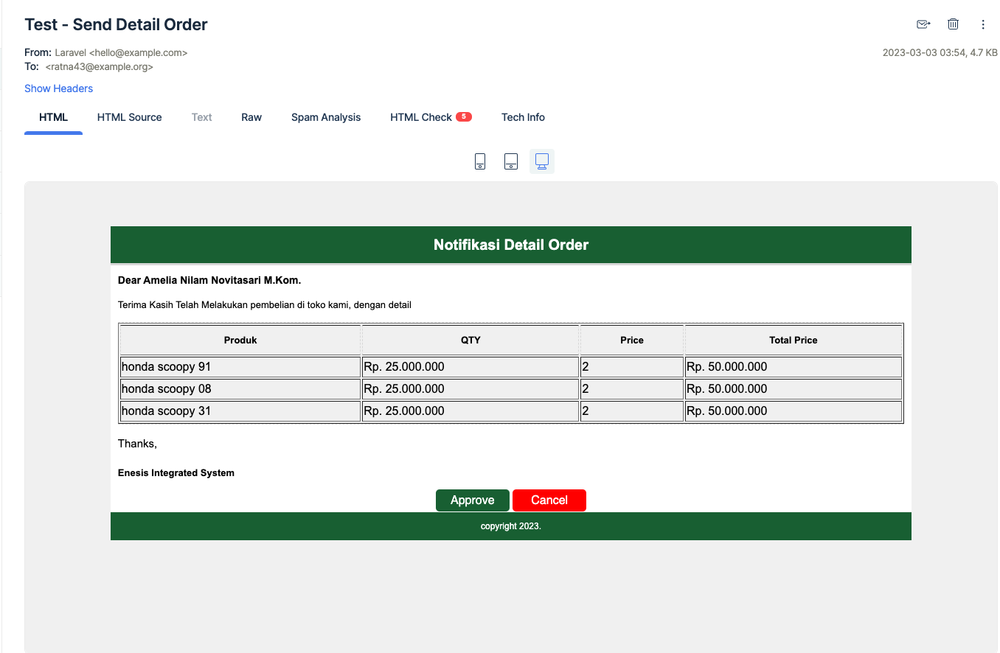 Test - Send Detail Order
From: Laravel <hello@example.com>
2023-03-03 03:54, 4.7 KB
To: <ratna43@example.org>
Show Headers
HTML HTML Source Text Raw Spam Analysis HTML Check 5 Tech Info
Notifikasi Detail Order
Dear Amelia Nilam Novitasari M.Kom.
Terima Kasih Telah Melakukan pembelian di toko kami, dengan detail
Produk QTY Price Total Price
honda scoopy 91 Rp. 25.000.000 2 Rp. 50.000.000
honda scoopy 08 Rp. 25.000.000 2 Rp. 50.000.000
honda scoopy 31 Rp. 25.000.000 2 Rp. 50.000.000
Thanks,
Enesis Integrated System
Approve Cancel
copyright 2023.